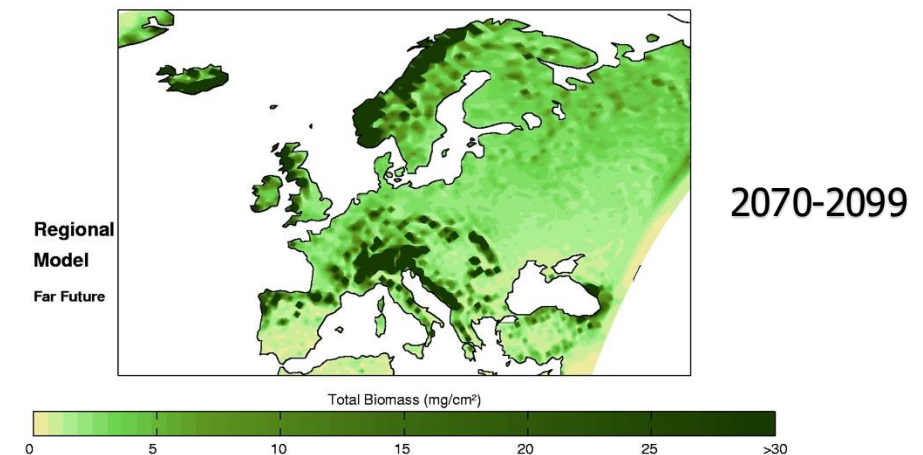 2070-2099
Regional
Model
Far Future
Total Biomass (mg/cm²)
0 5 10 15 20 25 >30